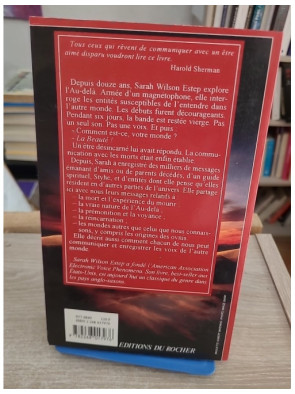 Tous ceux qui rêvent de communiquer avec un être
aimé disparu voudront lire ce livre.
Harold Sherman
Depuis douze ans, Sarah Wilson Estep explore
l'Au-delà. Armée d'un magnétophone, elle inter-
roge les entités susceptibles de l'entendre dans
l'autre monde. Les débuts furent décourageants.
Pendant six jours, la bande est restée vierge. Pas
un seul son. Pas une voix. Et puis :
– Comment est-ce, votre monde ?
– La Beauté !
Un être désincarné lui avait répondu. La commu-
nication avec les morts était enfin établie.
Depuis, Sarah a enregistré des milliers de messages
émanant d'amis ou de parents décédés, d'un guide
spirituel, Styhe, et d'entités dont elle pense qu'elles
résident en d'autres parties de l'univers. Elle partage
ici avec nous leurs messages relatifs à :
– la mort et l'expérience du mourir
– la vraie nature de l'Au-delà
– la prémonition et la voyance
– la réincarnation
– les mondes autres que celui que nous connais-
sons, y compris les origines des ovnis.
Elle décrit aussi comment chacun de nous peut
communiquer et enregistrer les voix de l'autre
monde.
Sarah Wilson Estep a fondé l'American Association
Electronic Voice Phenomena. Son livre, best-seller aux
États-Unis, est aujourd'hui un classique du genre dans
les pays anglo-saxons.
EDITIONS DU ROCHER